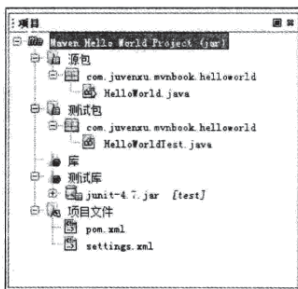 项目
Maven Hello World Project (jar)
源包
com.juvenxu.mvnbook.helloworld
HelloWorld.java
测试包
com.juvenxu.mvnbook.helloworld
HelloWorldTest.java
库
测试库
junit-4.7.jar [test]
项目文件
pom.xml
settings.xml